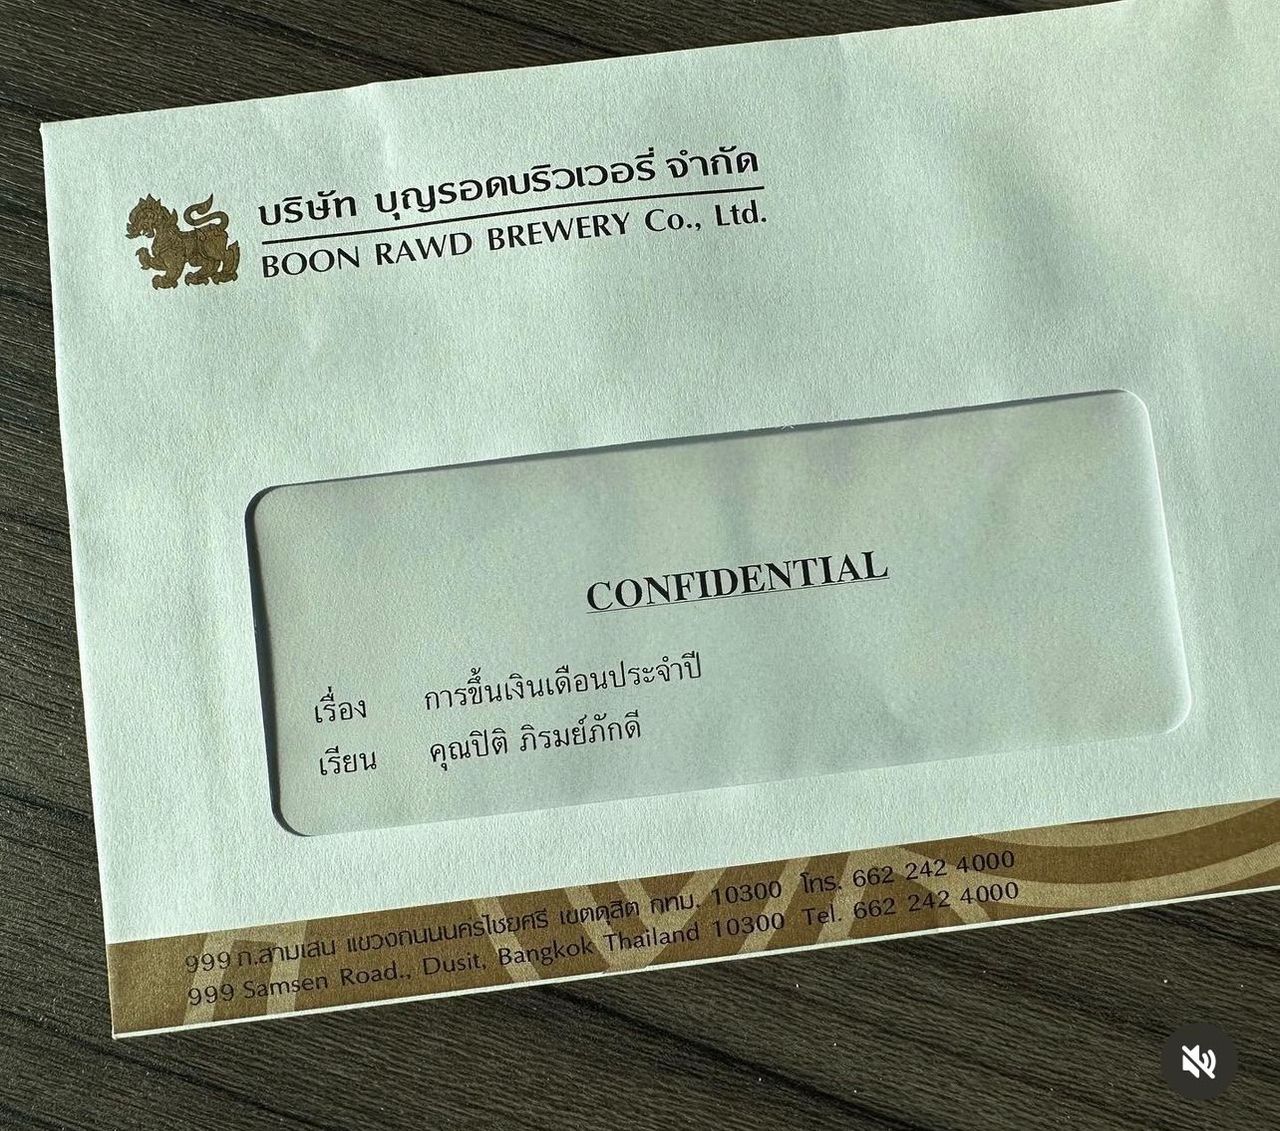 บริษัท บุญรอดบริวเวอรี่ จำกัด
BOON RAWD BREWERY Co., Ltd.
CONFIDENTIAL
เรื่อง การขึ้นเงินเดือนประจำปี
เรียน คุณปิติ ภิรมย์ภักดี
999 ถ.สามเสน แขวงถนนนครไชยศรี เขตดุสิต กทม. 10300 โทร. 662 242 4000
999 Samsen Road., Dusit, Bangkok Thailand 10300 Tel. 662 242 4000